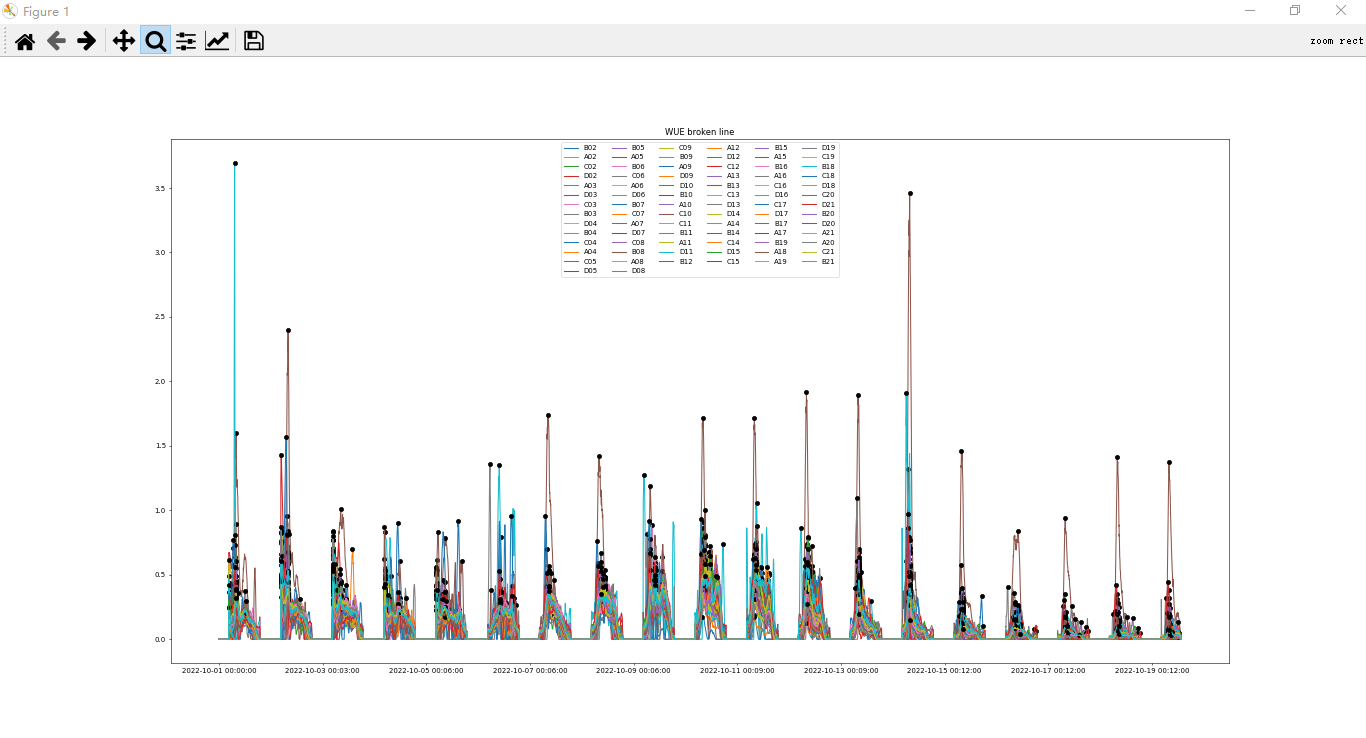 Figure 1
zoom rect
WUE broken line
B02 B05 C09 A12 B15 D19
A02 A05 B09 D12 A15 C19
C02 B06 A09 C12 B16 B18
D02 C06 D09 A13 A16 C18
A03 A06 D10 B13 C16 D18
D03 D06 B10 C13 D16 C20
C03 B07 A10 D13 C17 D21
B03 C07 C10 D14 D17 B20
D04 A07 C11 A14 B17 D20
B04 D07 B11 B14 A17 A21
C04 C08 A11 C14 B19 A20
A04 B08 D11 D15 A18 C21
C05 A08 B12 C15 A19 B21
D05 D08
3.5
3.0
2.5
2.0
1.5
1.0
0.5
0.0
2022-10-01 00:00:00 2022-10-03 00:03:00 2022-10-05 00:06:00 2022-10-07 00:06:00 2022-10-09 00:06:00 2022-10-11 00:09:00 2022-10-13 00:09:00 2022-10-15 00:12:00 2022-10-17 00:12:00 2022-10-19 00:12:00